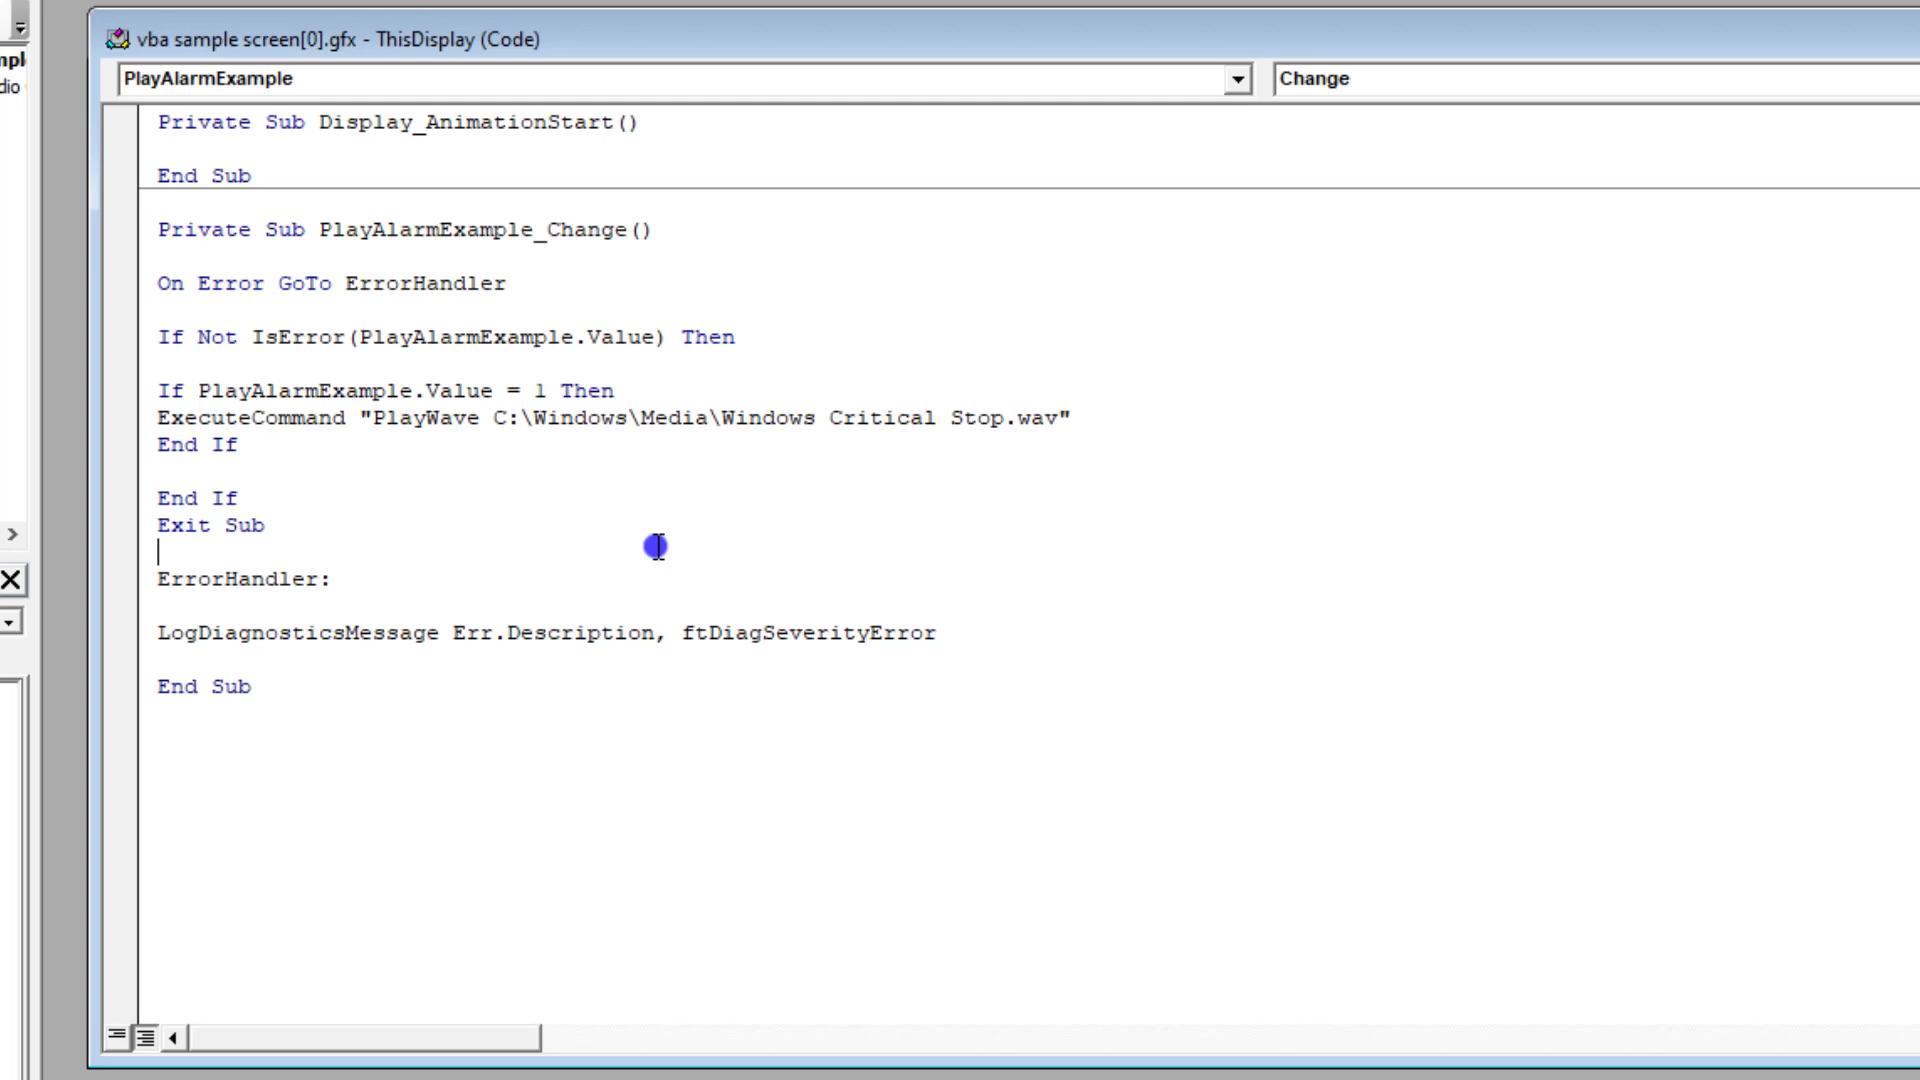 vba sample screen[0].gfx - ThisDisplay (Code)
PlayAlarmExample
Change
Private Sub Display_AnimationStart()
End Sub
Private Sub PlayAlarmExample_Change()
On Error GoTo ErrorHandler
If Not IsError(PlayAlarmExample.Value) Then
If PlayAlarmExample.Value = 1 Then
ExecuteCommand "PlayWave C:\Windows\Media\Windows Critical Stop.wav"
End If
End If
Exit Sub
ErrorHandler:
LogDiagnosticsMessage Err.Description, ftDiagSeverityError
End Sub